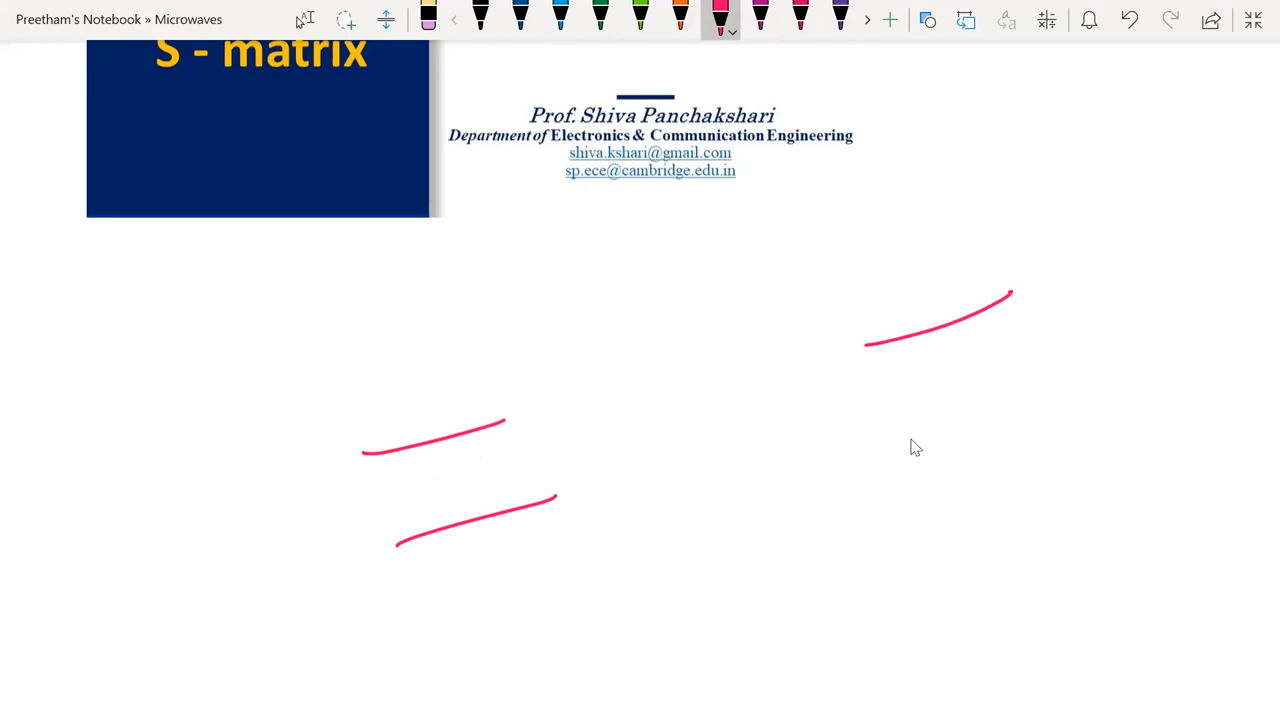 Preetham's Notebook » Microwaves
S - matrix
Prof. Shiva Panchakshari
Department of Electronics & Communication Engineering
shiva.kshari@gmail.com
sp.ece@cambridge.edu.in